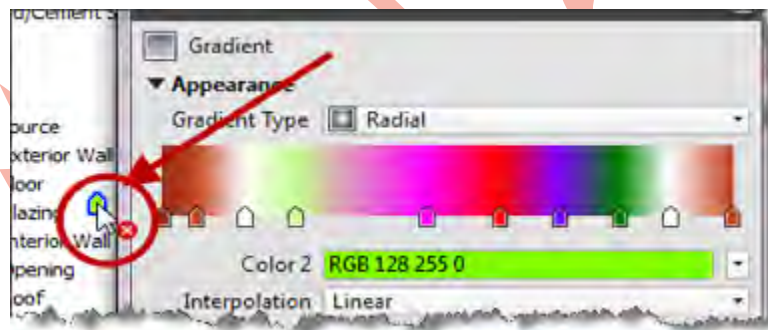 d/Cement S
Gradient
Appearance
Gradient Type Radial
ource
xterior Wal
loor
lazing
nterior Wall
Color 2 RGB 128 255 0
pening
Interpolation Linear
oof